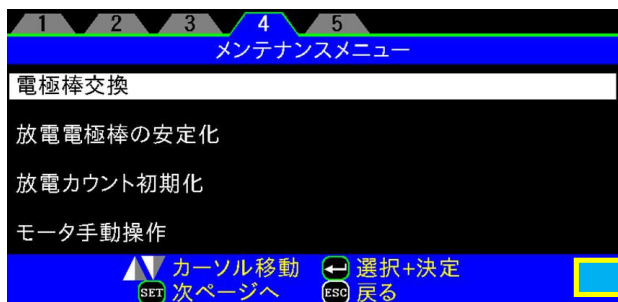 1 2 3 4 5
メンテナンスメニュー
電極棒交換
放電電極棒の安定化
放電カウント初期化
モータ手動操作
カーソル移動 選択+決定
SET 次ページへ ESC 戻る